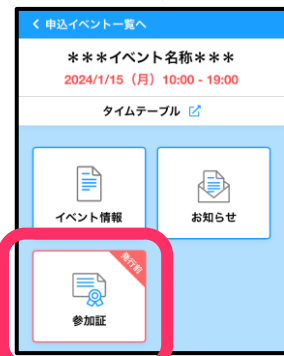 < 申込イベント一覧へ
***イベント名称***
2024/1/15（月）10:00 - 19:00
タイムテーブル
イベント情報
お知らせ
発行前
参加証